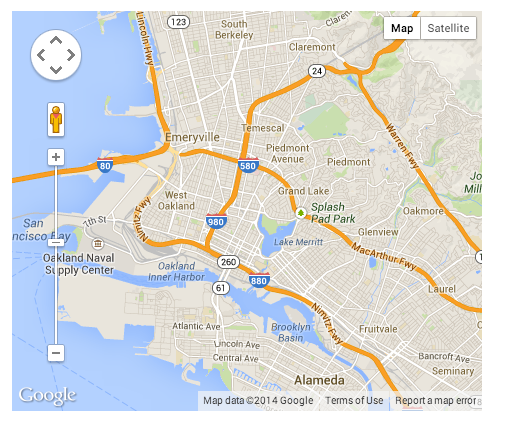 123
South
Berkeley
Lincoln Hwy
Claremont
Map
Satellite
24
Emeryville
Temescal
Warren Fwy
Piedmont
Avenue
Piedmont
80
580
West
Oakland
Grand Lake
Splash
Pad Park
Oakmore
Glenview
980
7th St
Nimitz Fwy
San
ncisco Bay
Oakland Naval
Supply Center
Lake Merritt
MacArthur Fwy
Oakland
Inner Harbor
260
880
61
Laurel
Nimitz Fwy
Atlantic Ave
Brooklyn
Basin
Fruitvale
Lincoln Ave
Central Ave
Bancroft Ave
Seminary
Alameda
Google
Map data ©2014 Google
Terms of Use
Report a map error